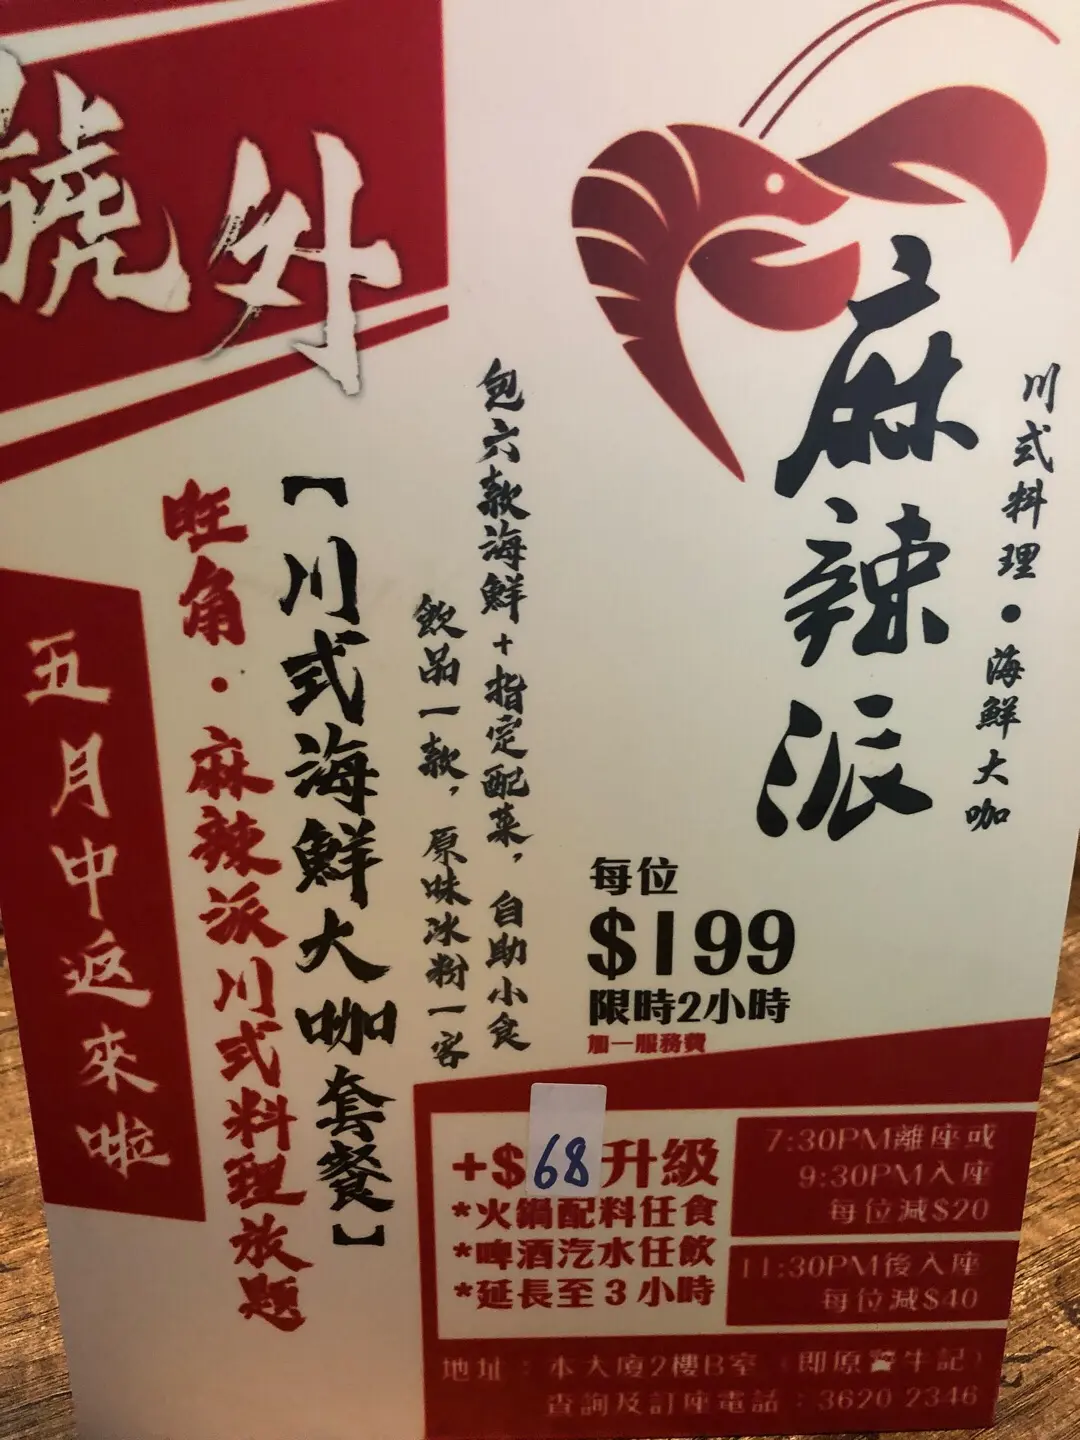 號外
麻辣派
川式料理•海鮮大咖
包六款海鮮+指定配菜，自助小食
飲品一款，原味冰粉一客
【川式海鮮大咖套餐】
旺角·麻辣派川式料理放題
五月中返來啦
每位
$199
限時2小時
加一服務費
+$68升級
*火鍋配料任食
*啤酒汽水任飲
*延長至3小時
7:30PM離座或
9:30PM入座
每位減$20
11:30PM後入座
每位減$40
地址：本大廈2樓B室（即原 牛記）
查詢及訂座電話：3620 2346